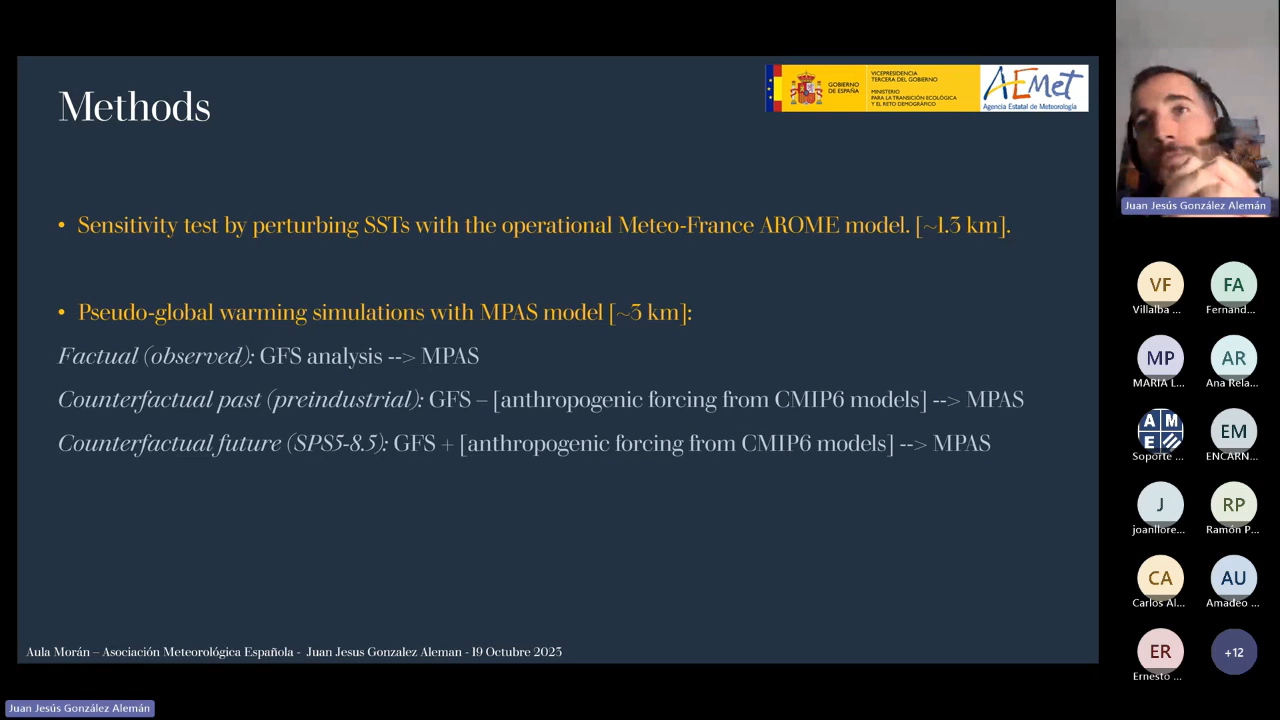 Methods
GOBIERNO
DE ESPAÑA
VICEPRESIDENCIA
TERCERA DEL GOBIERNO
MINISTERIO
PARA LA TRANSICIÓN ECOLÓGICA
Y EL RETO DEMOGRÁFICO
AEMet
Agencia Estatal de Meteorología
• Sensitivity test by perturbing SSTs with the operational Meteo-France AROME model. [~1.3 km].
• Pseudo-global warming simulations with MPAS model [~3 km]:
Factual (observed): GFS analysis --> MPAS
Counterfactual past (preindustrial): GFS – [anthropogenic forcing from CMIP6 models] --> MPAS
Counterfactual future (SPS5-8.5): GFS + [anthropogenic forcing from CMIP6 models] --> MPAS
Aula Morán – Asociación Meteorológica Española - Juan Jesus Gonzalez Aleman - 19 Octubre 2023
Juan Jesús González Alemán
Juan Jesús González Alemán
VF
Villalba ...
FA
Fernand...
MP
MARIA L...
AR
Ana Rela...
A M
E
Soporte ...
EM
ENCARN...
J
joanllore...
RP
Ramón P...
CA
Carlos Al...
AU
Amadeo ...
ER
Ernesto ...
+12